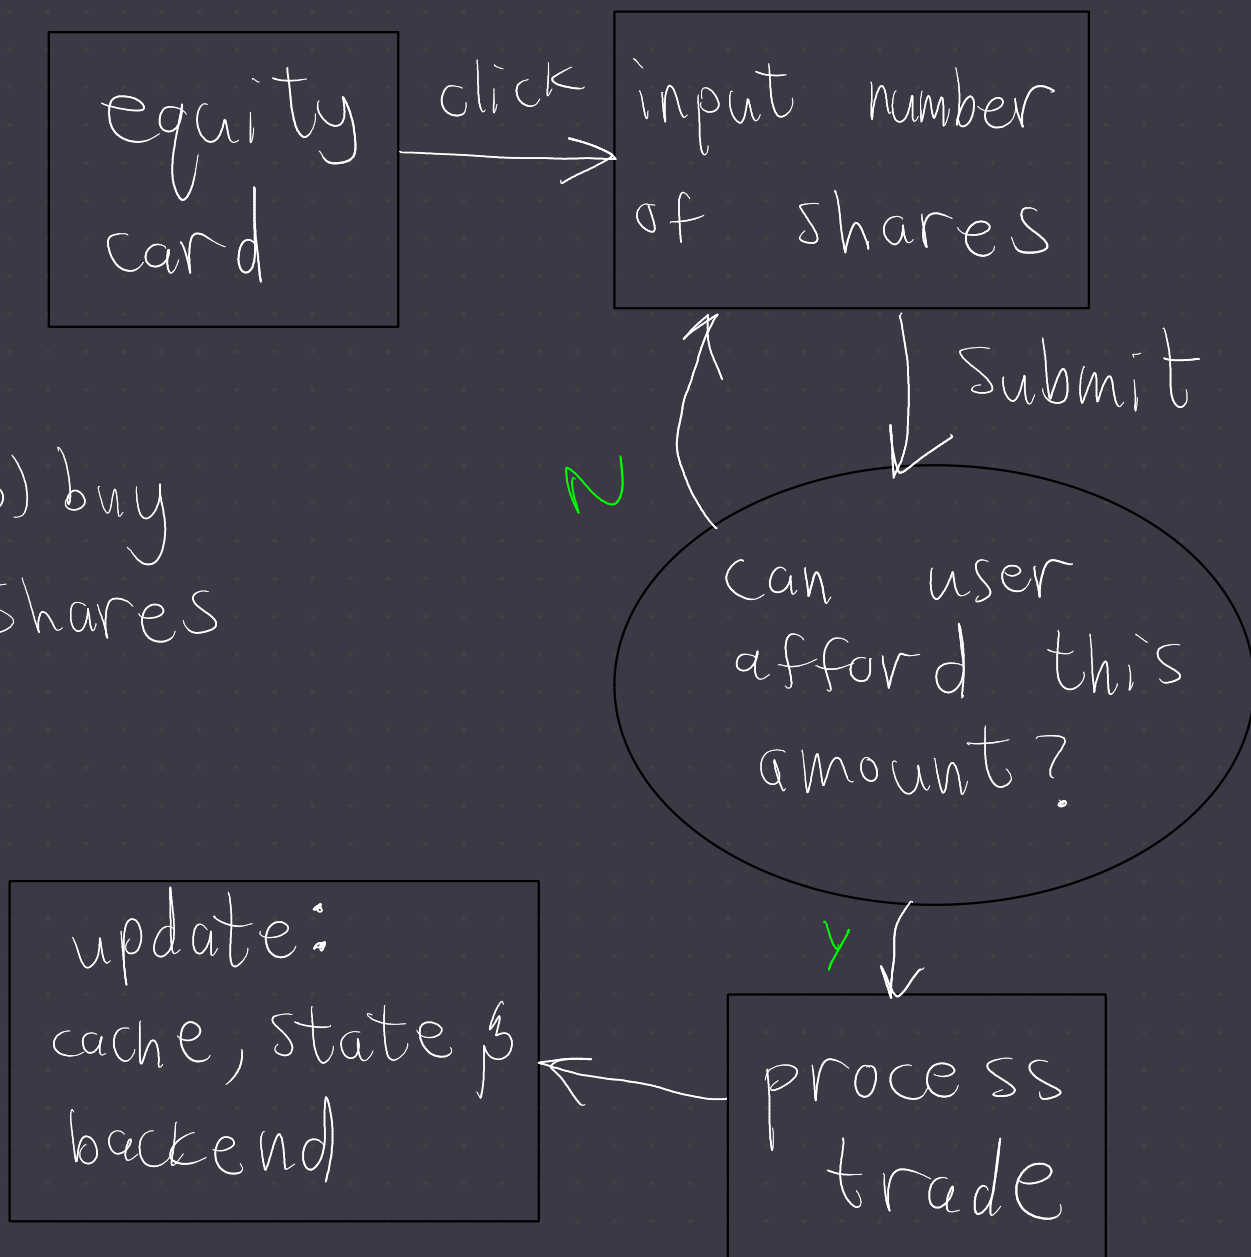 equity
card
click
input number
of shares
submit
N
b) buy
shares
can user
afford this
amount?
Y
process
trade
update:
cache, state &
backend